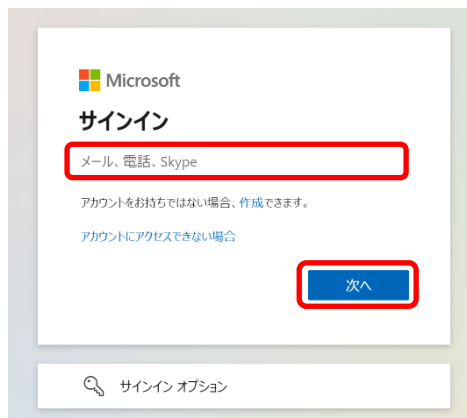 Microsoft
サインイン
メール、電話、Skype
アカウントをお持ちではない場合、作成できます。
アカウントにアクセスできない場合
次へ
サインイン オプション